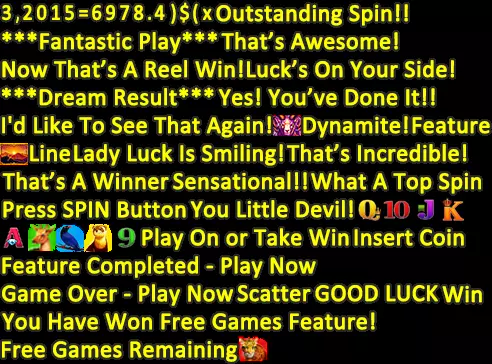 3,2015=6978.4)$(xOutstanding Spin!!
***Fantastic Play*** That's Awesome!
Now That's A Reel Win!Luck's On Your Side!
***Dream Result*** Yes! You've Done It!!
I'd Like To See That Again! Dynamite!Feature
LineLady Luck Is Smiling!That's Incredible!
That's A Winner Sensational!!What A Top Spin
Press SPIN Button You Little Devil! Q 10 J K
A 9 Play On or Take Win Insert Coin
Feature Completed - Play Now
Game Over - Play Now Scatter GOOD LUCK Win
You Have Won Free Games Feature!
Free Games Remaining